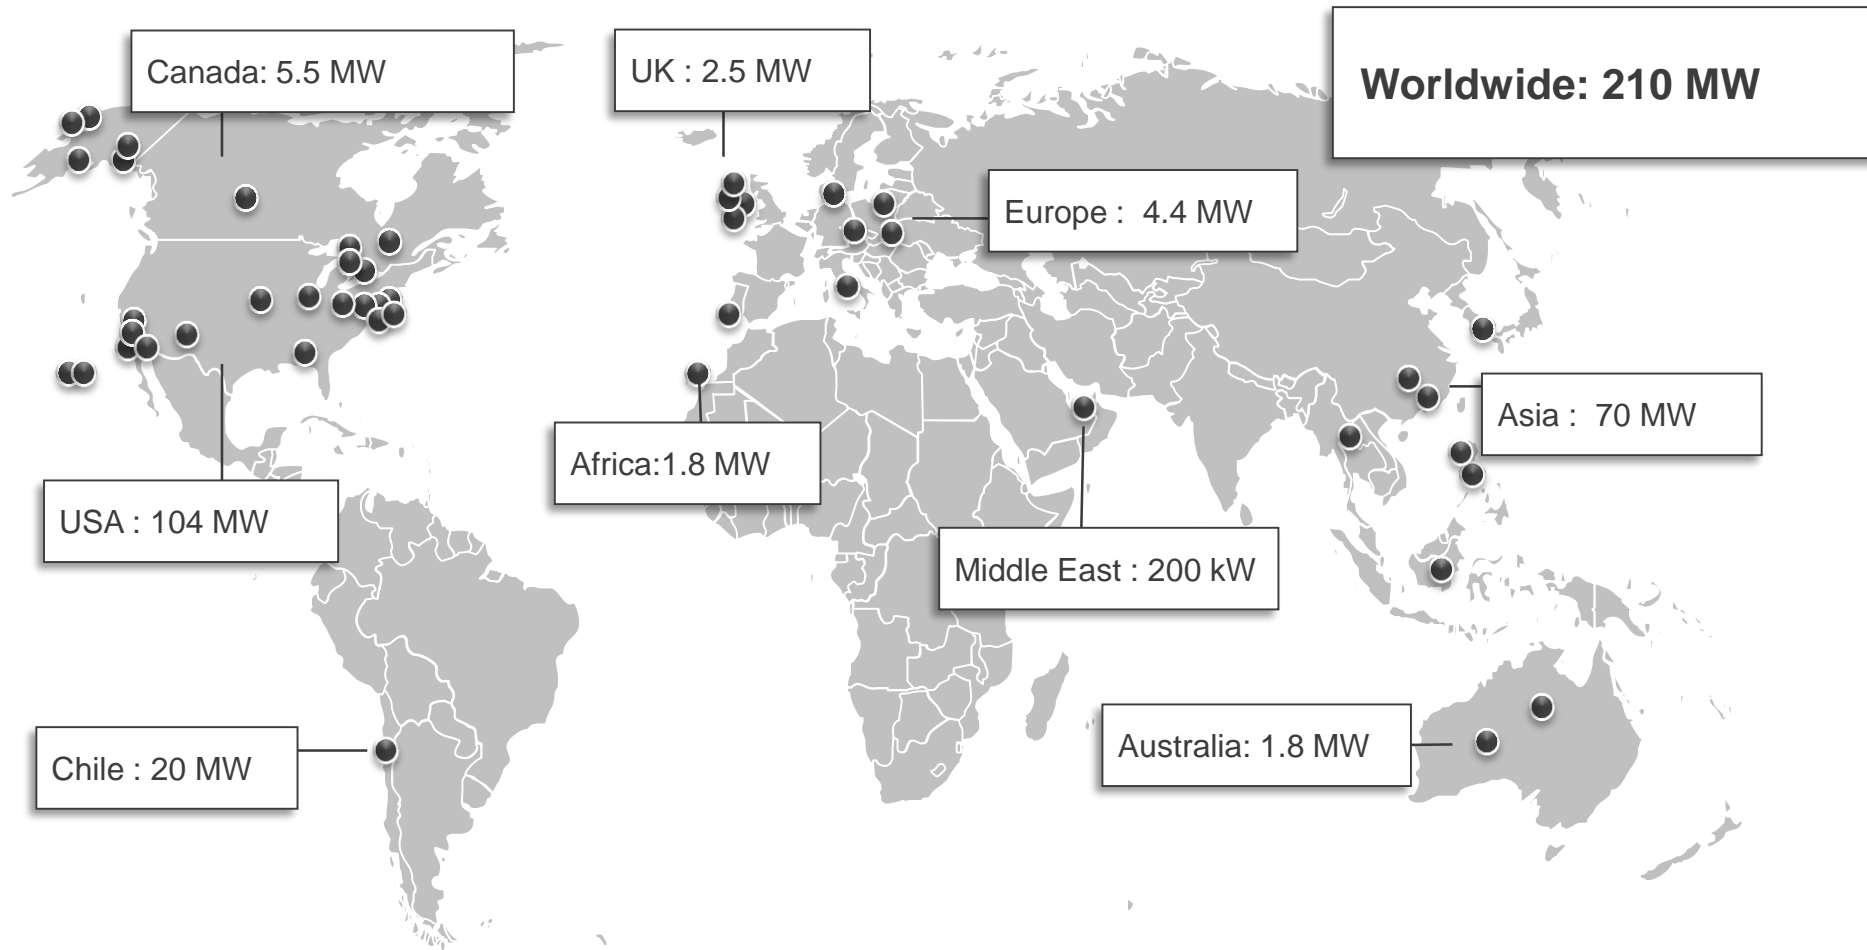 Canada: 5.5 MW
UK : 2.5 MW
Worldwide: 210 MW
Europe :  4.4 MW
Asia :  70 MW
Africa:1.8 MW
USA : 104 MW
Middle East : 200 kW
Australia: 1.8 MW
Chile : 20 MW